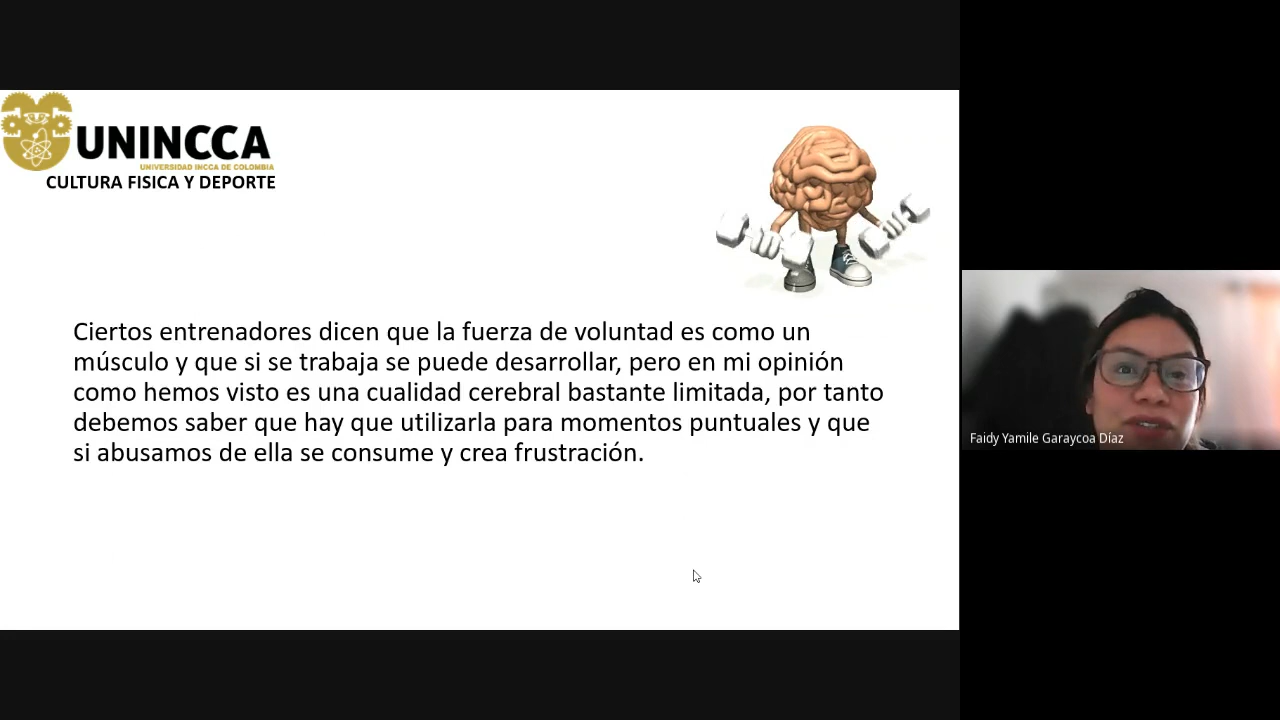 UNINCCA
UNIVERSIDAD INCCA DE COLOMBIA
CULTURA FISICA Y DEPORTE
Ciertos entrenadores dicen que la fuerza de voluntad es como un
músculo y que si se trabaja se puede desarrollar, pero en mi opinión
como hemos visto es una cualidad cerebral bastante limitada, por tanto
debemos saber que hay que utilizarla para momentos puntuales y que
si abusamos de ella se consume y crea frustración.
Faidy Yamile Garaycoa Díaz